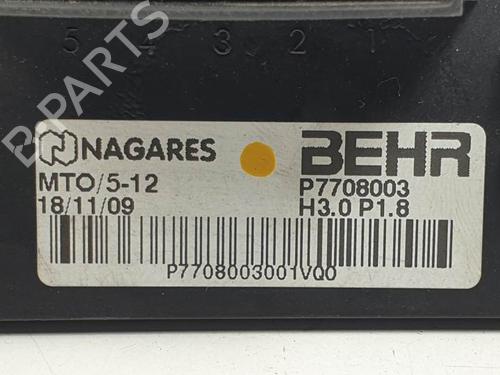 5 4 3 2 1
B-PARTS
NAGARES
BEHR
MTO/5-12
P7708003
18/11/09
H3.0 P1.8
P7708003001VQ0